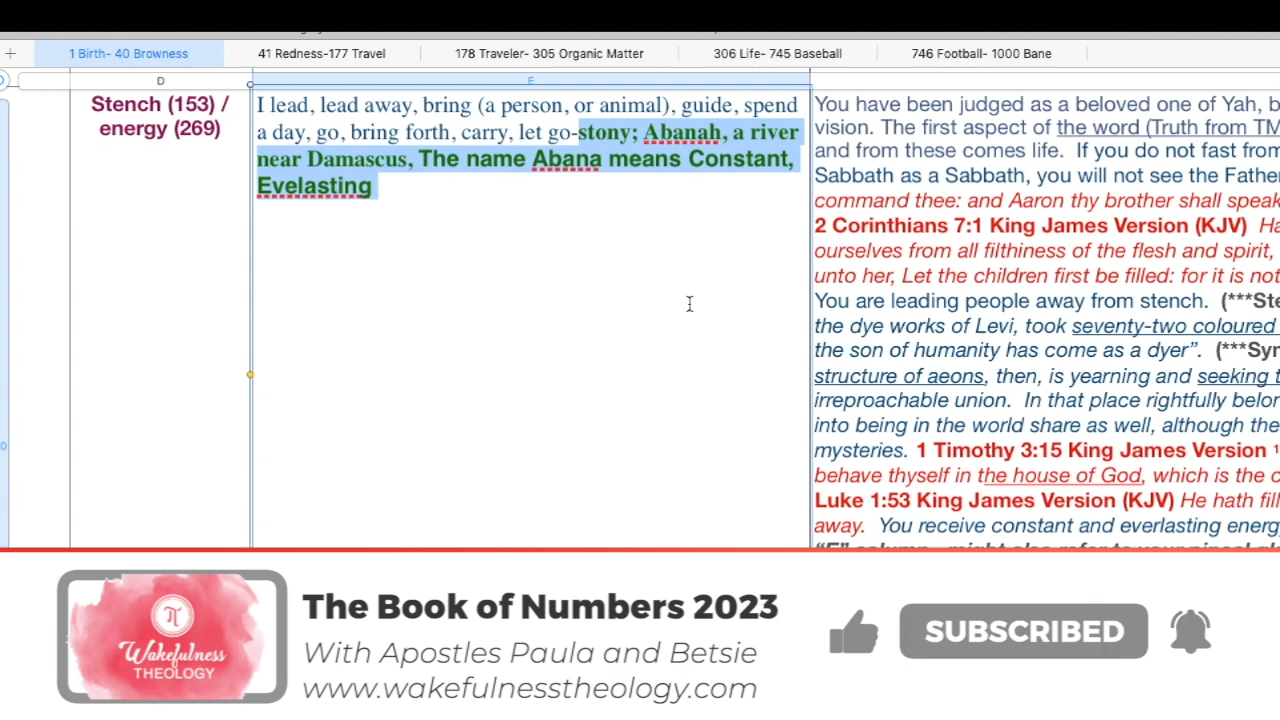 1 Birth- 40 Browness
41 Redness-177 Travel
178 Traveler- 305 Organic Matter
306 Life- 745 Baseball
746 Football- 1000 Bane
D
E
Stench (153) /
energy (269)
I lead, lead away, bring (a person, or animal), guide, spend
a day, go, bring forth, carry, let go-stony; Abanah, a river
near Damascus, The name Abana means Constant,
Evelasting
You have been judged as a beloved one of Yah, b
vision. The first aspect of the word (Truth from TM
and from these comes life. If you do not fast from
Sabbath as a Sabbath, you will not see the Fathe
command thee: and Aaron thy brother shall speak
2 Corinthians 7:1 King James Version (KJV) Ha
ourselves from all filthiness of the flesh and spirit,
unto her, Let the children first be filled: for it is not
You are leading people away from stench. (***Ste
the dye works of Levi, took seventy-two coloured
the son of humanity has come as a dyer”. (***Syr
structure of aeons, then, is yearning and seeking t
irreproachable union. In that place rightfully belor
into being in the world share as well, although the
mysteries. 1 Timothy 3:15 King James Version 1
behave thyself in the house of God, which is the c
Luke 1:53 King James Version (KJV) He hath fill
away. You receive constant and everlasting energ
Wakefulness
THEOLOGY
The Book of Numbers 2023
With Apostles Paula and Betsie
www.wakefulnesstheology.com
SUBSCRIBED